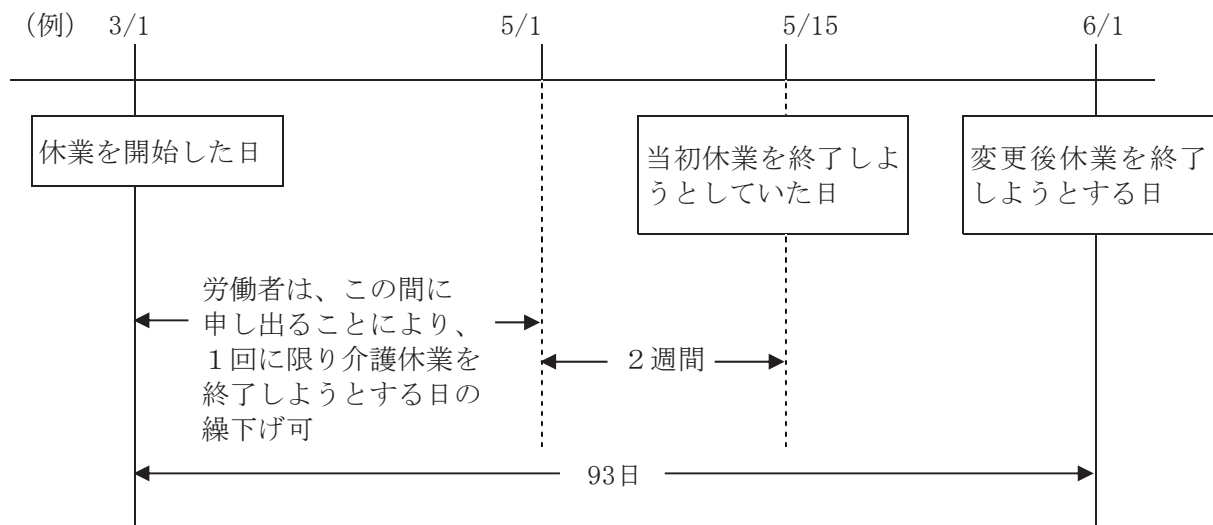 (例) 3/1 5/1 5/15 6/1
休業を開始した日
当初休業を終了しよ
うとしていた日
変更後休業を終了
しようとする日
労働者は、この間に
申し出ることにより、
１回に限り介護休業を
終了しようとする日の
繰下げ可
２週間
93日